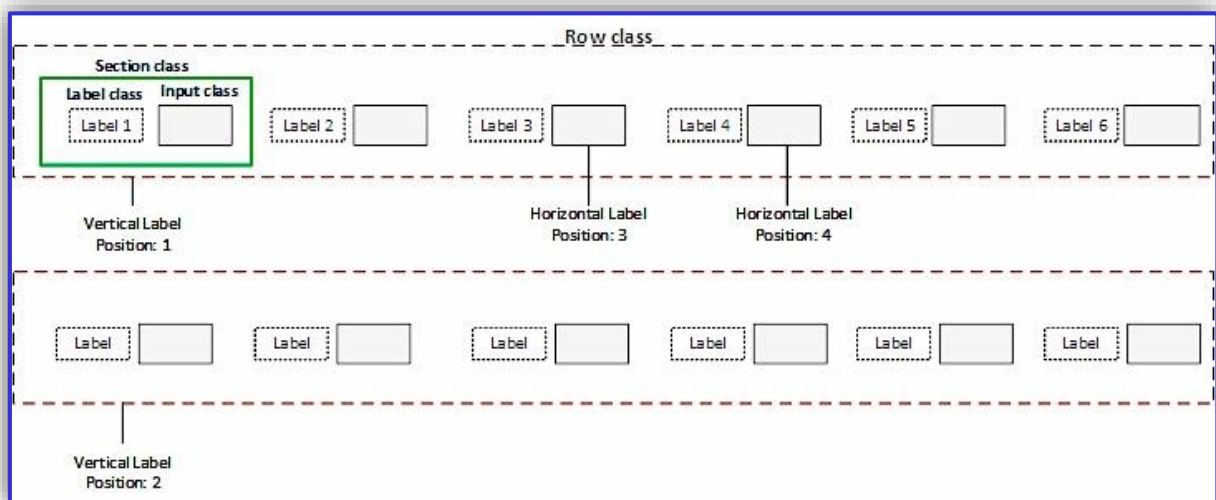 Row class
Section class
Label class Input class
Label 1 Label 2 Label 3 Label 4 Label 5 Label 6
Vertical Label
Position: 1
Horizontal Label
Position: 3
Horizontal Label
Position: 4
Label Label Label Label Label Label
Vertical Label
Position: 2